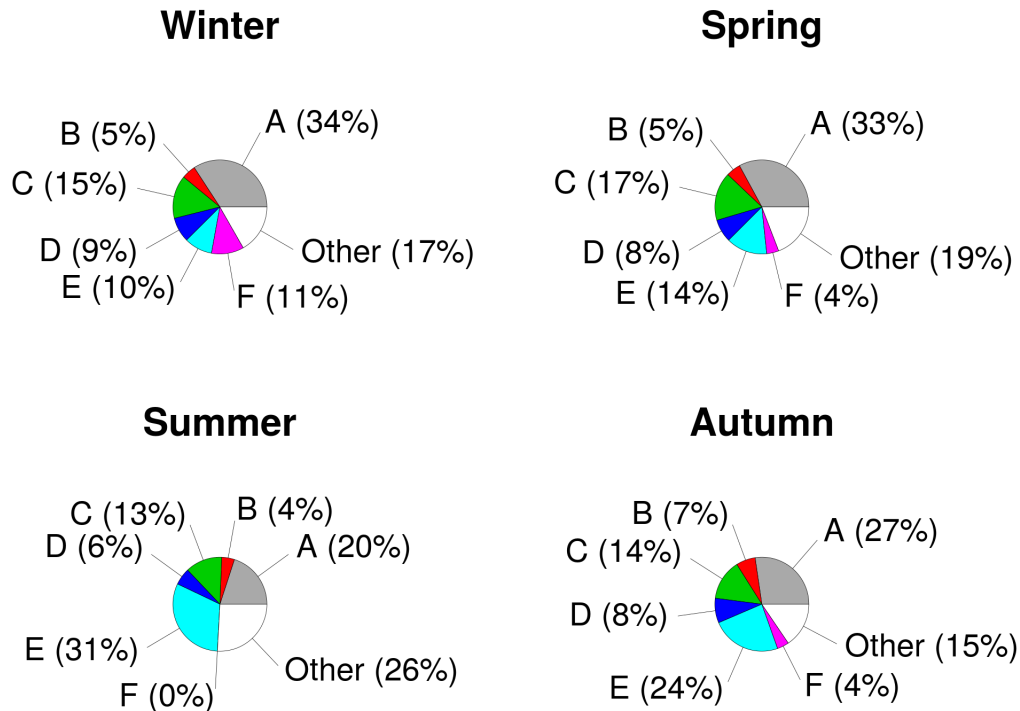 Winter
A (34%)
B (5%)
C (15%)
D (9%)
E (10%)
F (11%)
Other (17%)
Spring
A (33%)
B (5%)
C (17%)
D (8%)
E (14%)
F (4%)
Other (19%)
Summer
A (20%)
B (4%)
C (13%)
D (6%)
E (31%)
F (0%)
Other (26%)
Autumn
A (27%)
B (7%)
C (14%)
D (8%)
E (24%)
F (4%)
Other (15%)